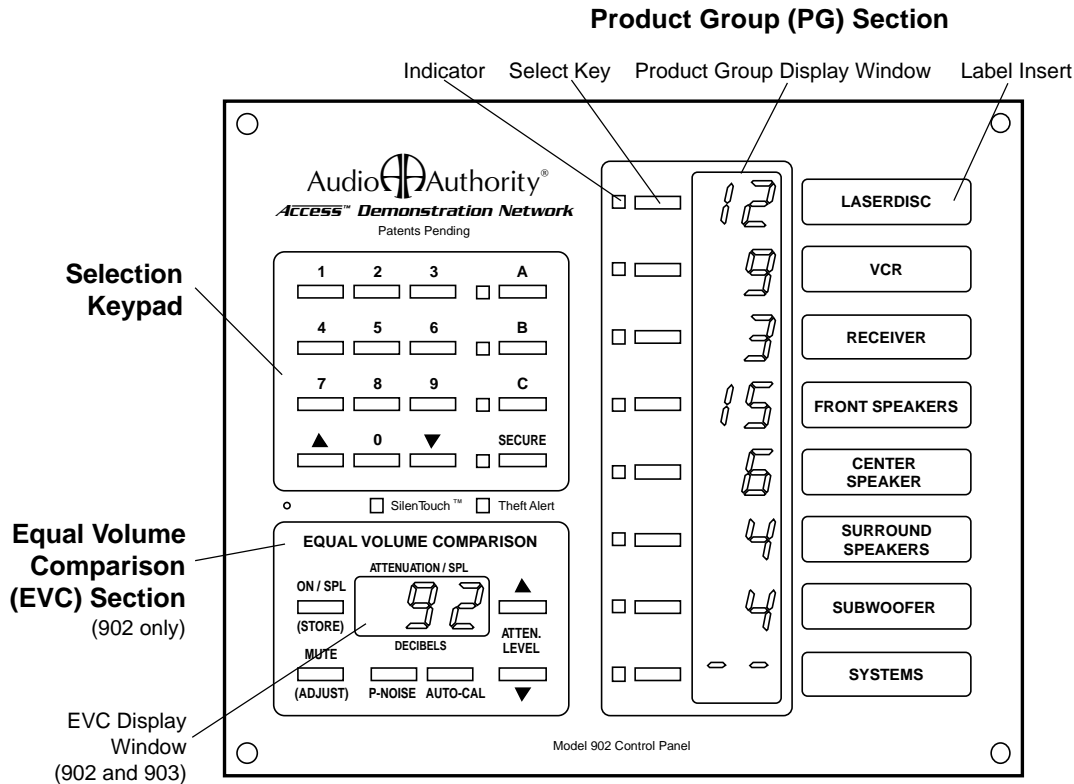 Product Group (PG) Section
Indicator
Select Key
Product Group Display Window
Label Insert
Audio Authority®
Access™ Demonstration Network
Patents Pending
Selection
Keypad
1 2 3 A
4 5 6 B
7 8 9 C
▲ 0 ▼ SECURE
SilenTouch™
Theft Alert
Equal Volume
Comparison
(EVC) Section
(902 only)
EQUAL VOLUME COMPARISON
ATTENUATION / SPL
ON / SPL
92
▲
(STORE)
DECIBELS
ATTEN.
LEVEL
MUTE
(ADJUST)
P-NOISE
AUTO-CAL
▼
EVC Display
Window
(902 and 903)
12
LASERDISC
9
VCR
3
RECEIVER
15
FRONT SPEAKERS
6
CENTER
SPEAKER
4
SURROUND
SPEAKERS
4
SUBWOOFER
- -
SYSTEMS
Model 902 Control Panel